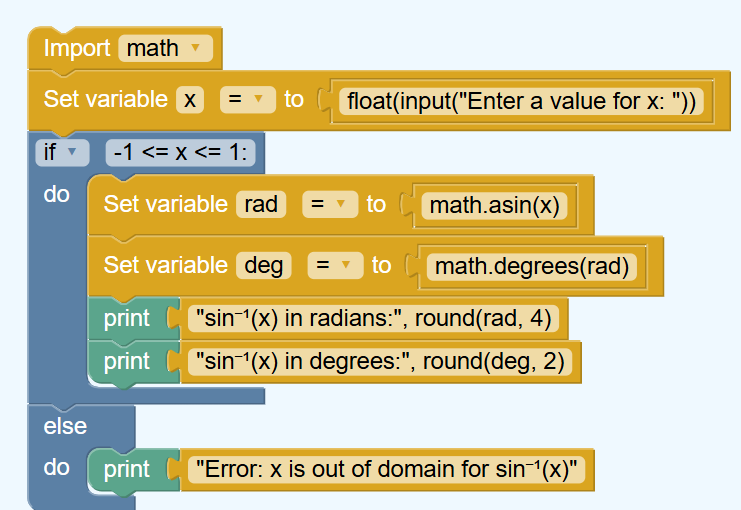 Import math
Set variable x = to float(input("Enter a value for x: "))
if -1 <= x <= 1:
do
Set variable rad = to math.asin(x)
Set variable deg = to math.degrees(rad)
print "sin⁻¹(x) in radians:", round(rad, 4)
print "sin⁻¹(x) in degrees:", round(deg, 2)
else
do print "Error: x is out of domain for sin⁻¹(x)"